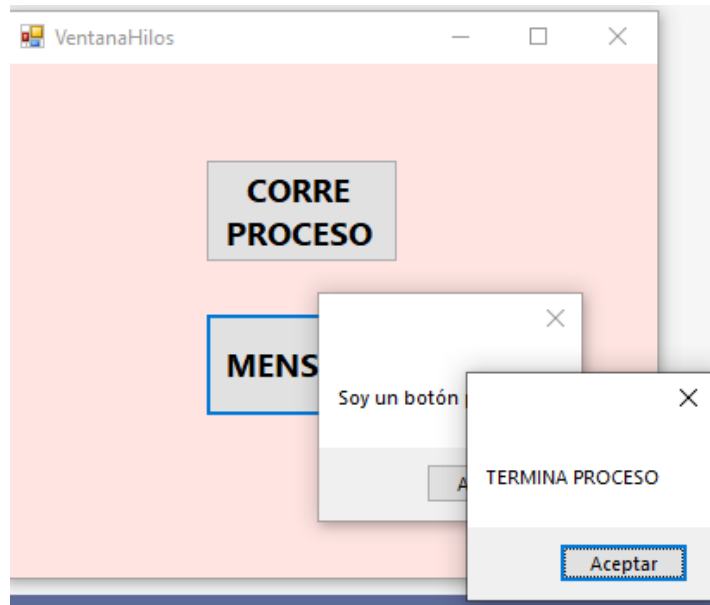 VentanaHilos
CORRE
PROCESO
MENS
Soy un botón
TERMINA PROCESO
Aceptar